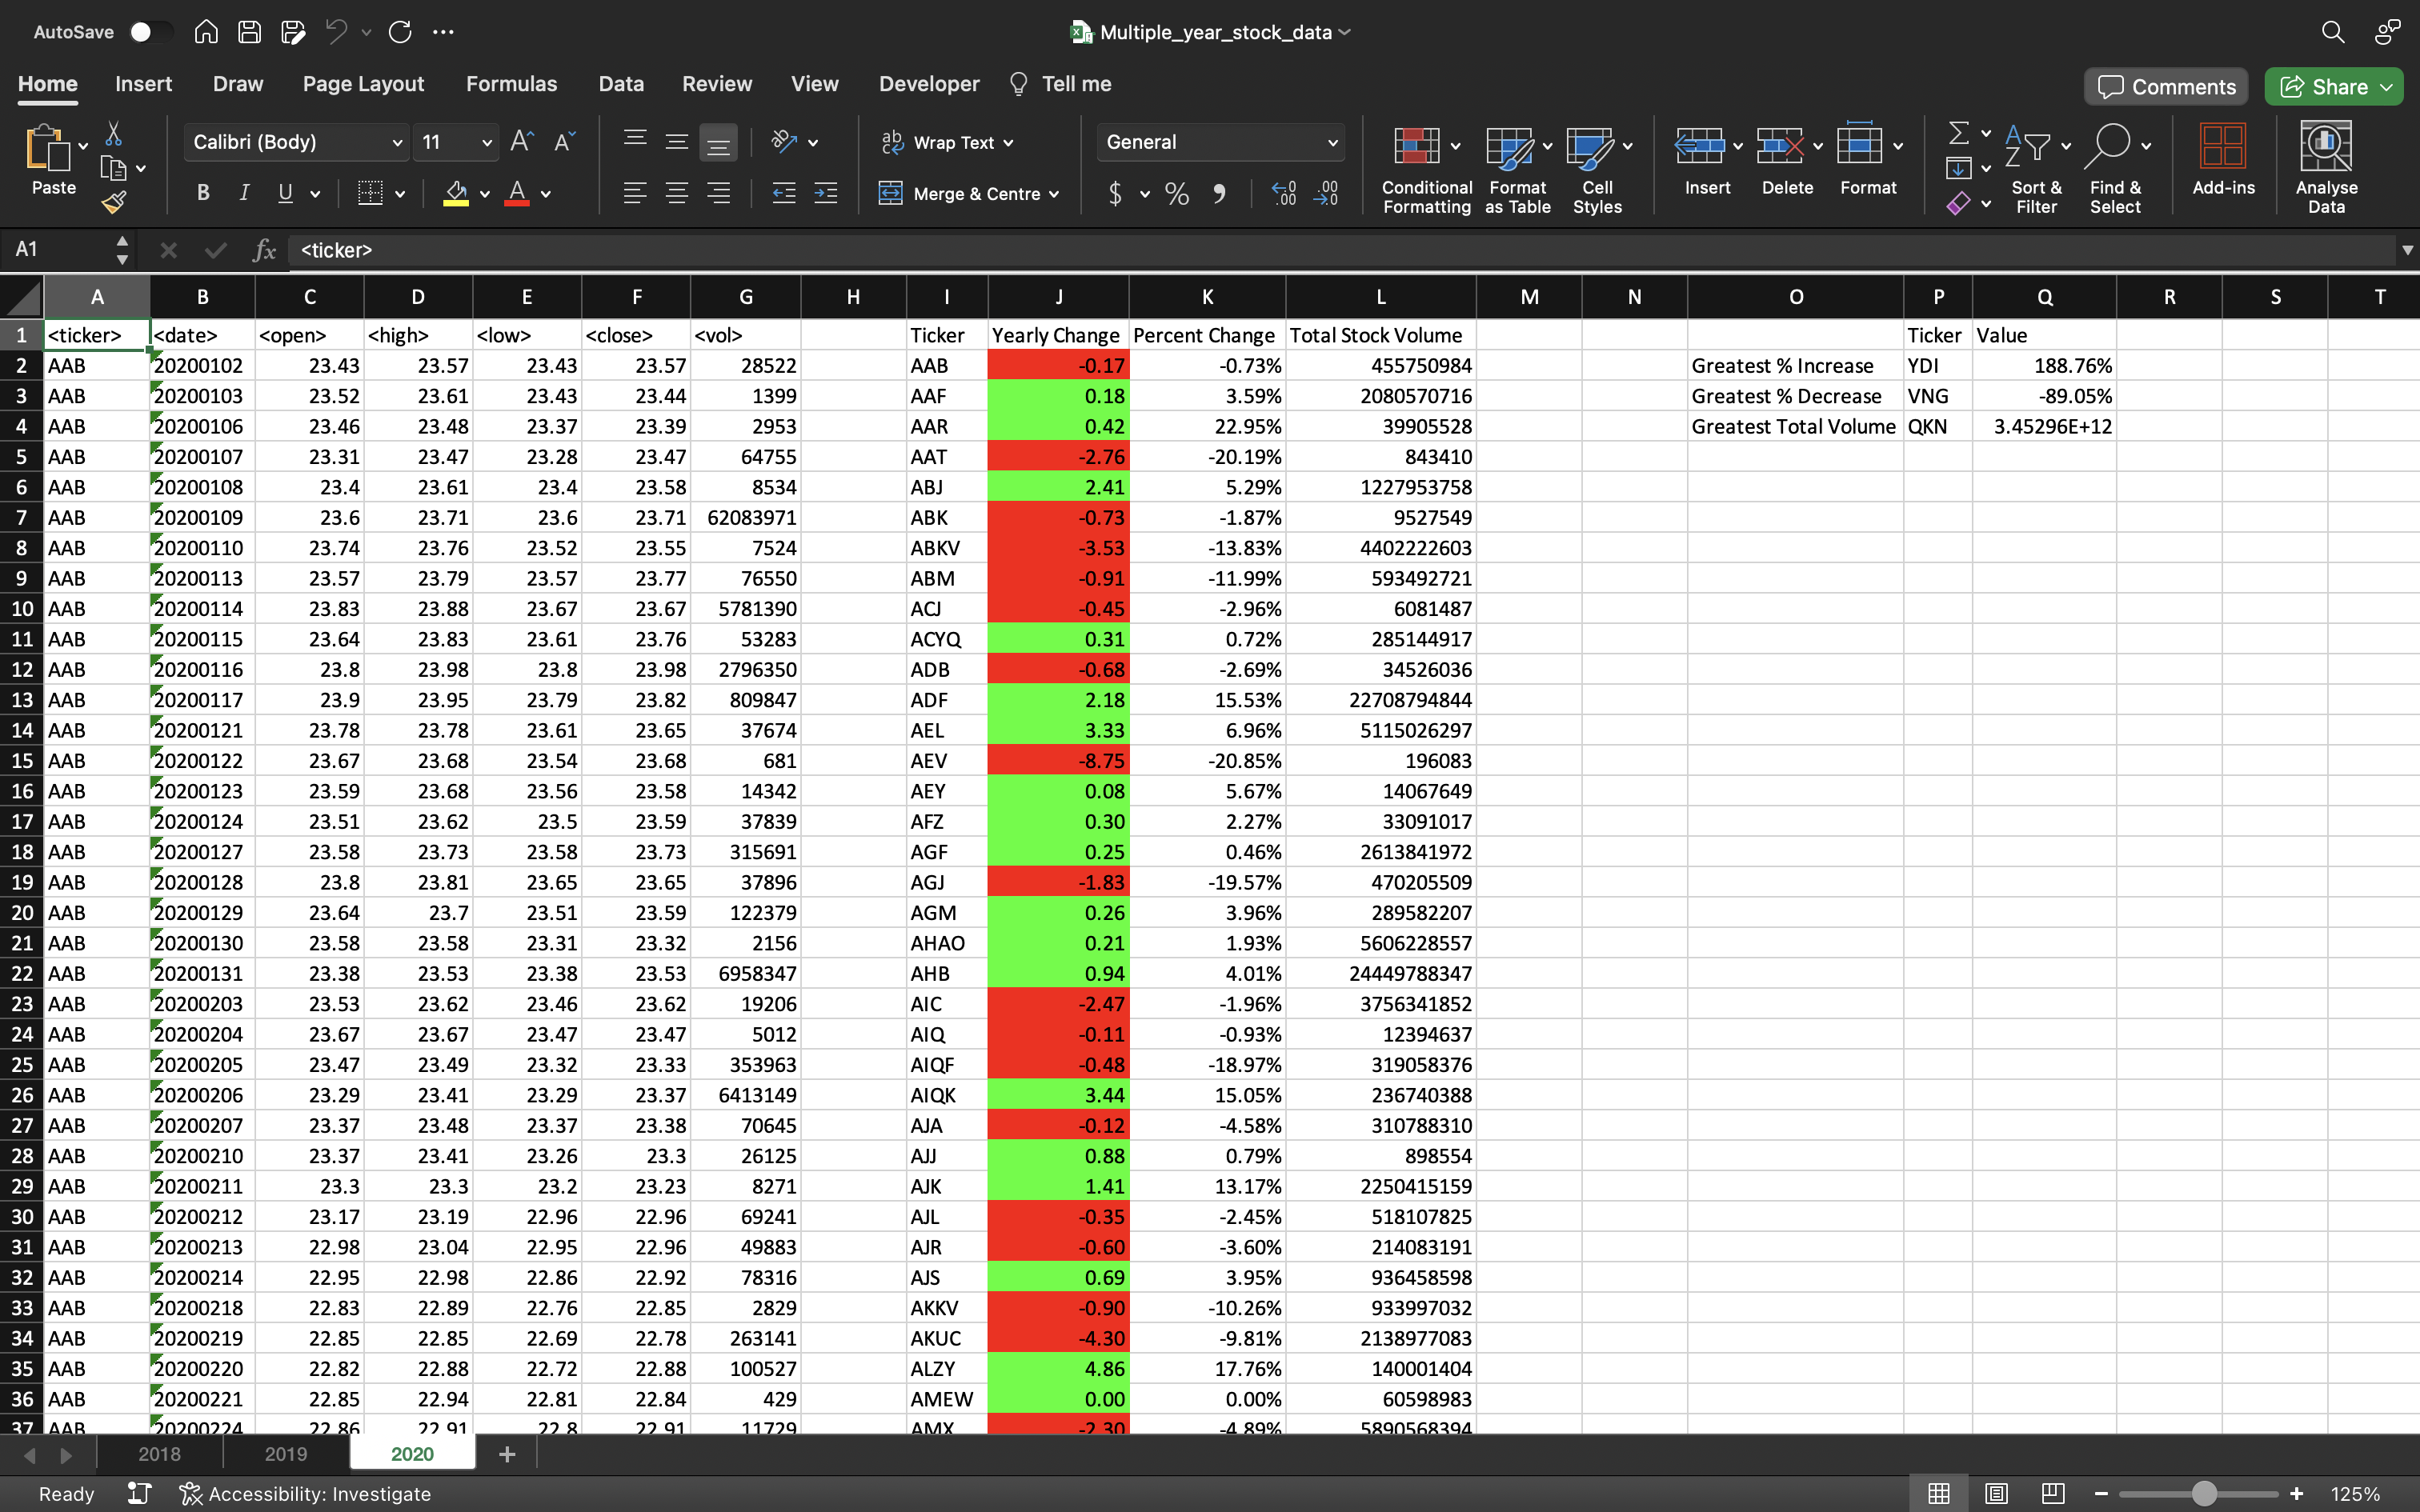 AutoSave Multiple_year_stock_data
Home Insert Draw Page Layout Formulas Data Review View Developer Tell me Comments Share
Calibri (Body) 11 Wrap Text General
Paste B I U A Merge & Centre $ % Conditional Formatting Format as Table Cell Styles Insert Delete Format Sort & Filter Find & Select Add-ins Analyse Data
A1 fx <ticker>
A B C D E F G H I J K L M N O P Q R S T
1 <ticker> <date> <open> <high> <low> <close> <vol> Ticker Yearly Change Percent Change Total Stock Volume Ticker Value
2 AAB 20200102 23.43 23.57 23.43 23.57 28522 AAB -0.17 -0.73% 455750984 Greatest % Increase YDI 188.76%
3 AAB 20200103 23.52 23.61 23.43 23.44 1399 AAF 0.18 3.59% 2080570716 Greatest % Decrease VNG -89.05%
4 AAB 20200106 23.46 23.48 23.37 23.39 2953 AAR 0.42 22.95% 39905528 Greatest Total Volume QKN 3.45296E+12
5 AAB 20200107 23.31 23.47 23.28 23.47 64755 AAT -2.76 -20.19% 843410
6 AAB 20200108 23.4 23.61 23.4 23.58 8534 ABJ 2.41 5.29% 1227953758
7 AAB 20200109 23.6 23.71 23.6 23.71 62083971 ABK -0.73 -1.87% 9527549
8 AAB 20200110 23.74 23.76 23.52 23.55 7524 ABKV -3.53 -13.83% 4402222603
9 AAB 20200113 23.57 23.79 23.57 23.77 76550 ABM -0.91 -11.99% 593492721
10 AAB 20200114 23.83 23.88 23.67 23.67 5781390 ACJ -0.45 -2.96% 6081487
11 AAB 20200115 23.64 23.83 23.61 23.76 53283 ACYQ 0.31 0.72% 285144917
12 AAB 20200116 23.8 23.98 23.8 23.98 2796350 ADB -0.68 -2.69% 34526036
13 AAB 20200117 23.9 23.95 23.79 23.82 809847 ADF 2.18 15.53% 22708794844
14 AAB 20200121 23.78 23.78 23.61 23.65 37674 AEL 3.33 6.96% 5115026297
15 AAB 20200122 23.67 23.68 23.54 23.68 681 AEV -8.75 -20.85% 196083
16 AAB 20200123 23.59 23.68 23.56 23.58 14342 AEY 0.08 5.67% 14067649
17 AAB 20200124 23.51 23.62 23.5 23.59 37839 AFZ 0.30 2.27% 33091017
18 AAB 20200127 23.58 23.73 23.58 23.73 315691 AGF 0.25 0.46% 2613841972
19 AAB 20200128 23.8 23.81 23.65 23.65 37896 AGJ -1.83 -19.57% 470205509
20 AAB 20200129 23.64 23.7 23.51 23.59 122379 AGM 0.26 3.96% 289582207
21 AAB 20200130 23.58 23.58 23.31 23.32 2156 AHAO 0.21 1.93% 5606228557
22 AAB 20200131 23.38 23.53 23.38 23.53 6958347 AHB 0.94 4.01% 24449788347
23 AAB 20200203 23.53 23.62 23.46 23.62 19206 AIC -2.47 -1.96% 3756341852
24 AAB 20200204 23.67 23.67 23.47 23.47 5012 AIQ -0.11 -0.93% 12394637
25 AAB 20200205 23.47 23.49 23.32 23.33 353963 AIQF -0.48 -18.97% 319058376
26 AAB 20200206 23.29 23.41 23.29 23.37 6413149 AIQK 3.44 15.05% 236740388
27 AAB 20200207 23.37 23.48 23.37 23.38 70645 AJA -0.12 -4.58% 310788310
28 AAB 20200210 23.37 23.41 23.26 23.3 26125 AJJ 0.88 0.79% 898554
29 AAB 20200211 23.3 23.3 23.2 23.23 8271 AJK 1.41 13.17% 2250415159
30 AAB 20200212 23.17 23.19 22.96 22.96 69241 AJL -0.35 -2.45% 518107825
31 AAB 20200213 22.98 23.04 22.95 22.96 49883 AJR -0.60 -3.60% 214083191
32 AAB 20200214 22.95 22.98 22.86 22.92 78316 AJS 0.69 3.95% 936458598
33 AAB 20200218 22.83 22.89 22.76 22.85 2829 AKKV -0.90 -10.26% 933997032
34 AAB 20200219 22.85 22.85 22.69 22.78 263141 AKUC -4.30 -9.81% 2138977083
35 AAB 20200220 22.82 22.88 22.72 22.88 100527 ALZY 4.86 17.76% 140001404
36 AAB 20200221 22.85 22.94 22.81 22.84 429 AMEW 0.00 0.00% 60598983
37 AAB 20200224 22.86 22.91 22.8 22.91 11729 AMX -2.30 -4.89% 5890568394
2018 2019 2020
Ready Accessibility: Investigate 125%